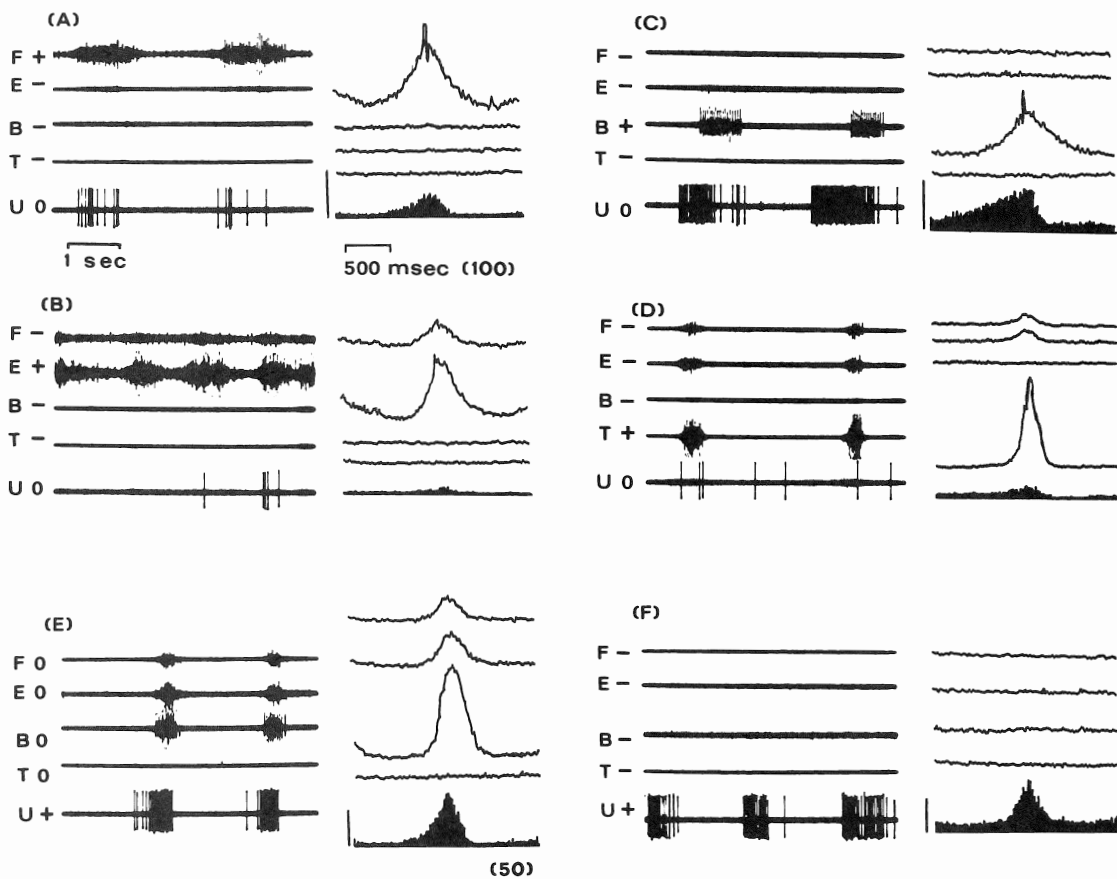 (A)
F +
E −
B −
T −
U 0
1 sec
500 msec (100)
(B)
F −
E +
B −
T −
U 0
(C)
F −
E −
B +
T −
U 0
(D)
F −
E −
B −
T +
U 0
(E)
F 0
E 0
B 0
T 0
U +
(50)
(F)
F −
E −
B −
T −
U +